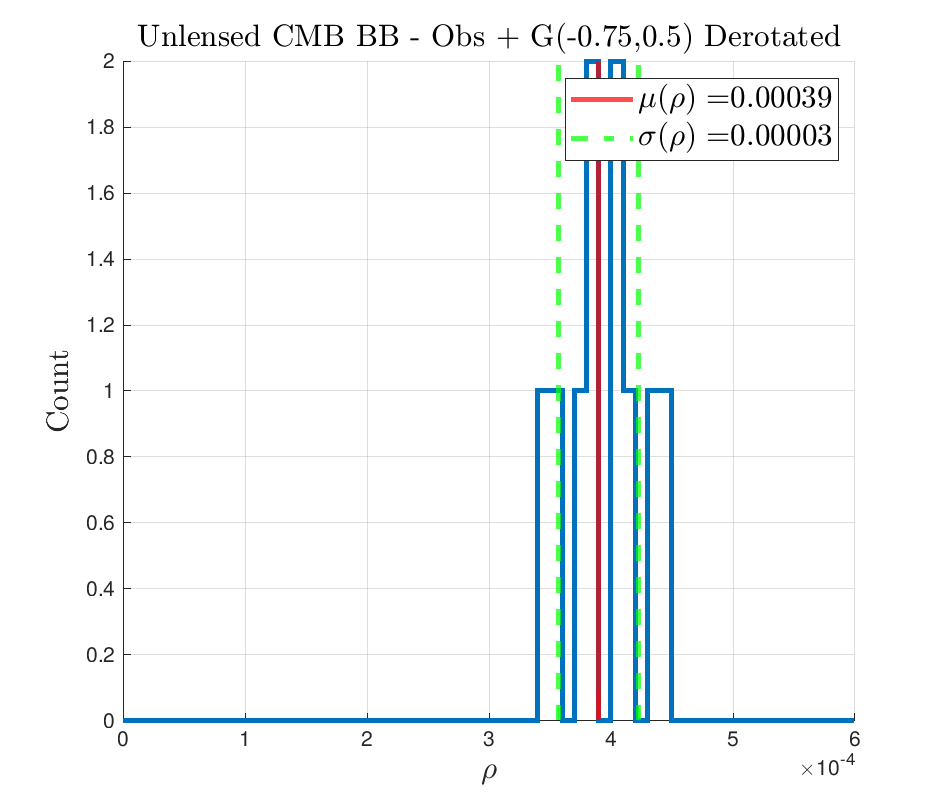 Unlensed CMB BB - Obs + G(-0.75,0.5) Derotated
μ(ρ) =0.00039
σ(ρ) =0.00003
Count
2
1.8
1.6
1.4
1.2
1
0.8
0.6
0.4
0.2
0
0 1 2 3 4 5 6
×10⁻⁴
ρ